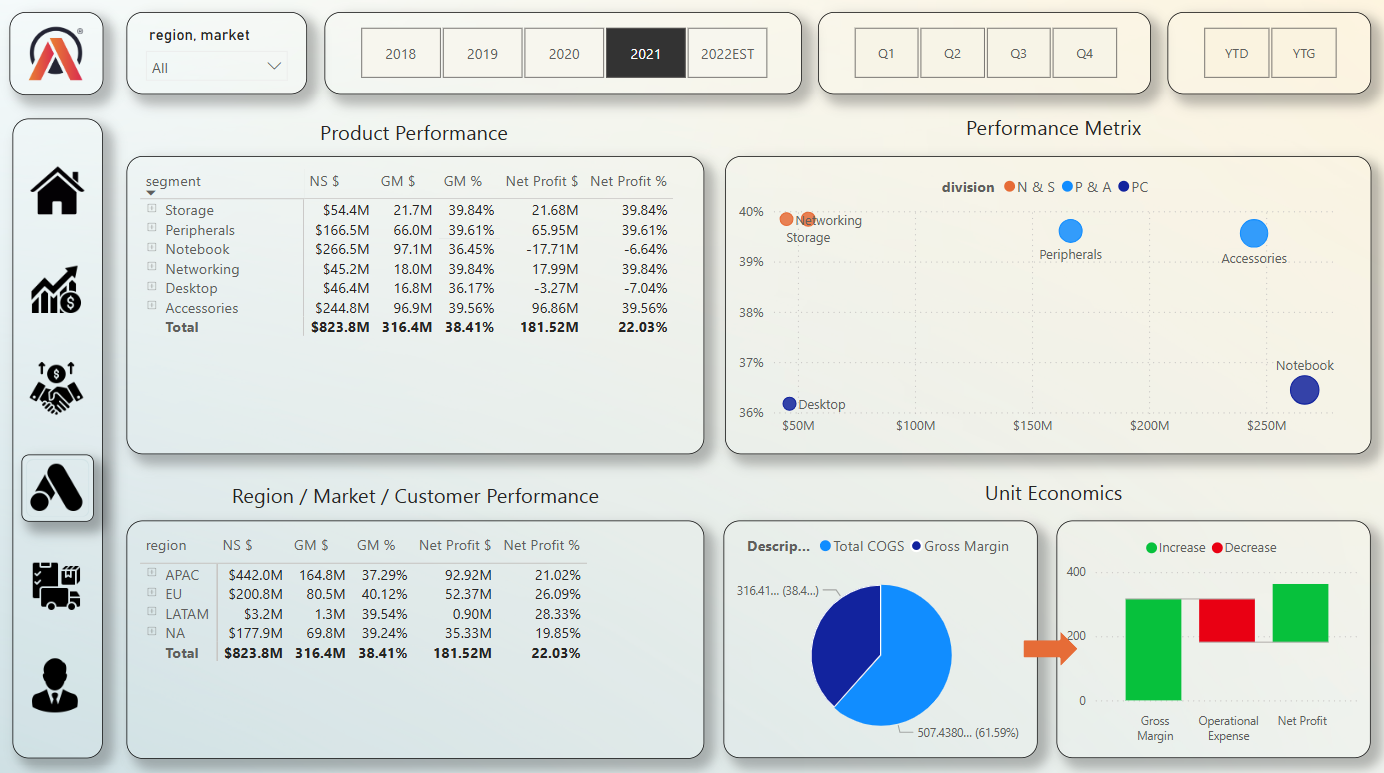 region, market
All
2018 2019 2020 2021 2022EST
Q1 Q2 Q3 Q4
YTD YTG
Product Performance
segment NS $ GM $ GM % Net Profit $ Net Profit %
Storage $54.4M 21.7M 39.84% 21.68M 39.84%
Peripherals $166.5M 66.0M 39.61% 65.95M 39.61%
Notebook $266.5M 97.1M 36.45% -17.71M -6.64%
Networking $45.2M 18.0M 39.84% 17.99M 39.84%
Desktop $46.4M 16.8M 36.17% -3.27M -7.04%
Accessories $244.8M 96.9M 39.56% 96.86M 39.56%
Total $823.8M 316.4M 38.41% 181.52M 22.03%
Performance Metrix
division N & S P & A PC
40%
39%
38%
37%
36%
Networking
Storage
Peripherals
Accessories
Notebook
Desktop
$50M $100M $150M $200M $250M
Region / Market / Customer Performance
region NS $ GM $ GM % Net Profit $ Net Profit %
APAC $442.0M 164.8M 37.29% 92.92M 21.02%
EU $200.8M 80.5M 40.12% 52.37M 26.09%
LATAM $3.2M 1.3M 39.54% 0.90M 28.33%
NA $177.9M 69.8M 39.24% 35.33M 19.85%
Total $823.8M 316.4M 38.41% 181.52M 22.03%
Unit Economics
Descrip... Total COGS Gross Margin
316.41... (38.4...)
507.4380... (61.59%)
Increase Decrease
400
200
0
Gross
Margin
Operational
Expense
Net Profit